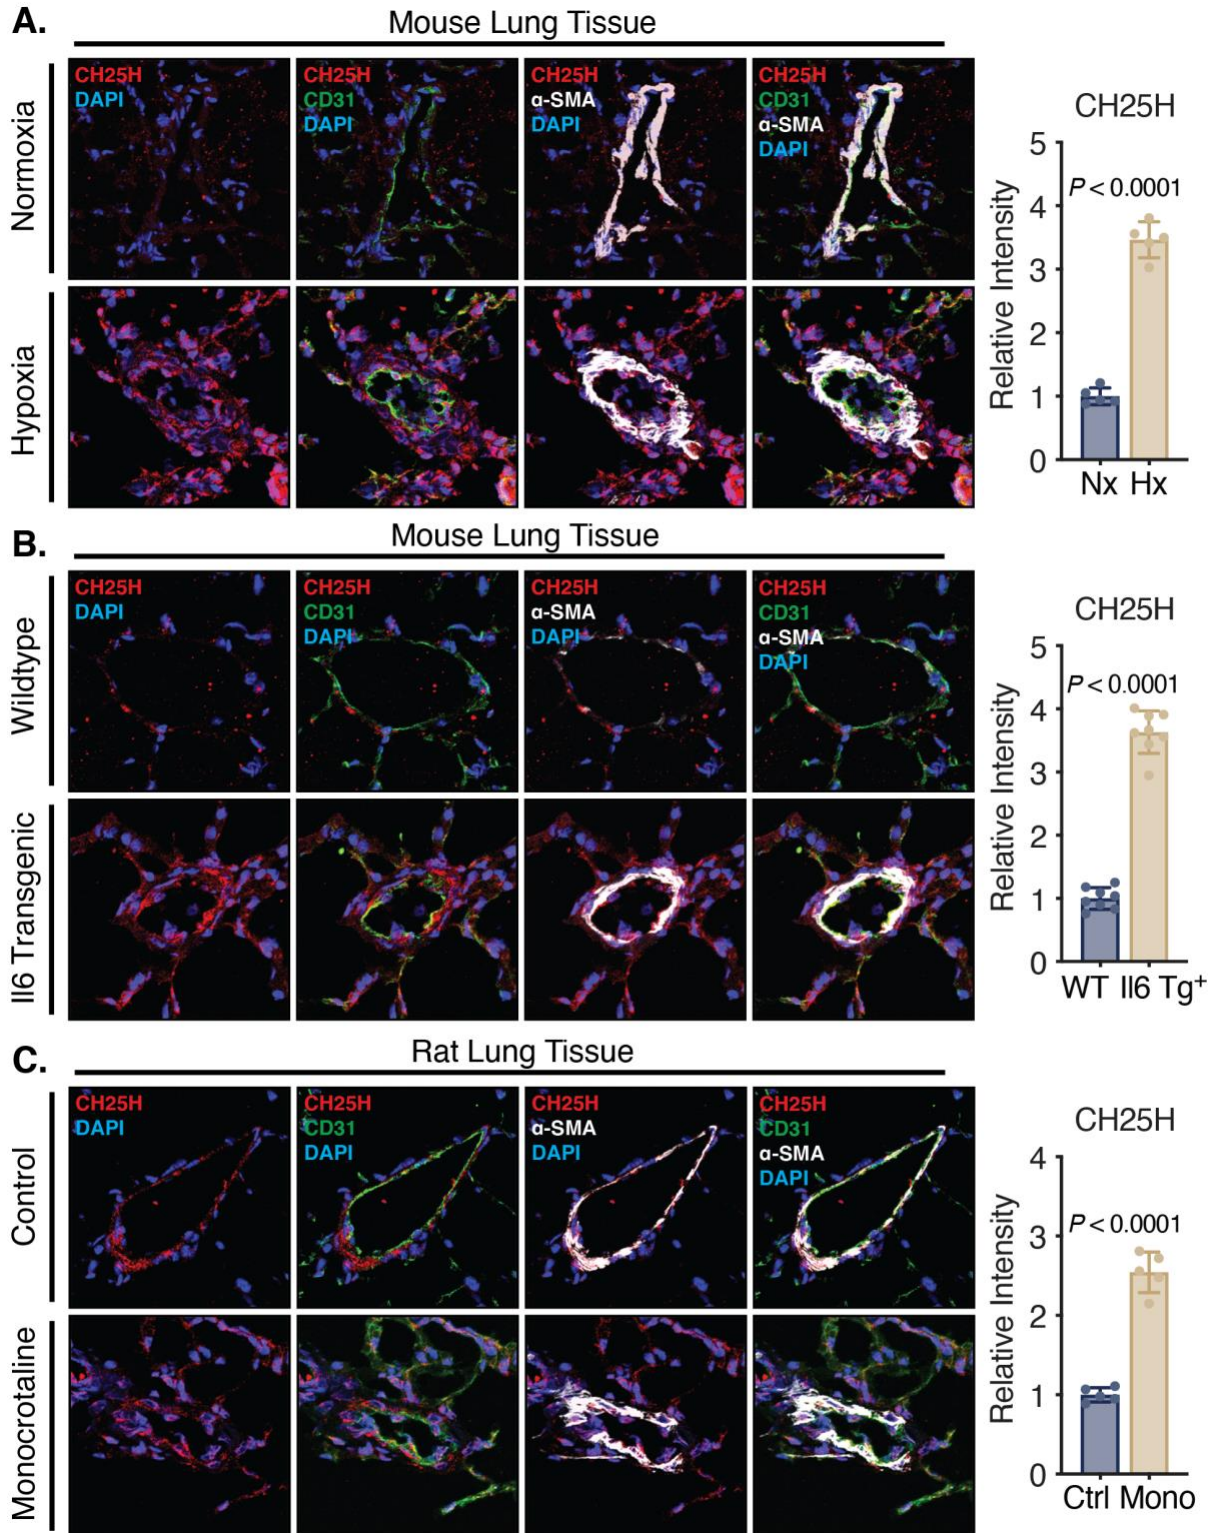 A.
Mouse Lung Tissue
Normoxia
CH25H
DAPI
CH25H
CD31
DAPI
CH25H
α-SMA
DAPI
CH25H
CD31
α-SMA
DAPI
Hypoxia
CH25H
P < 0.0001
Relative Intensity
5
4
3
2
1
0
Nx Hx
B.
Mouse Lung Tissue
Wildtype
CH25H
DAPI
CH25H
CD31
DAPI
CH25H
α-SMA
DAPI
CH25H
CD31
α-SMA
DAPI
Il6 Transgenic
CH25H
P < 0.0001
Relative Intensity
5
4
3
2
1
0
WT Il6 Tg⁺
C.
Rat Lung Tissue
Control
CH25H
DAPI
CH25H
CD31
DAPI
CH25H
α-SMA
DAPI
CH25H
CD31
α-SMA
DAPI
Monocrotaline
CH25H
P < 0.0001
Relative Intensity
4
3
2
1
0
Ctrl Mono